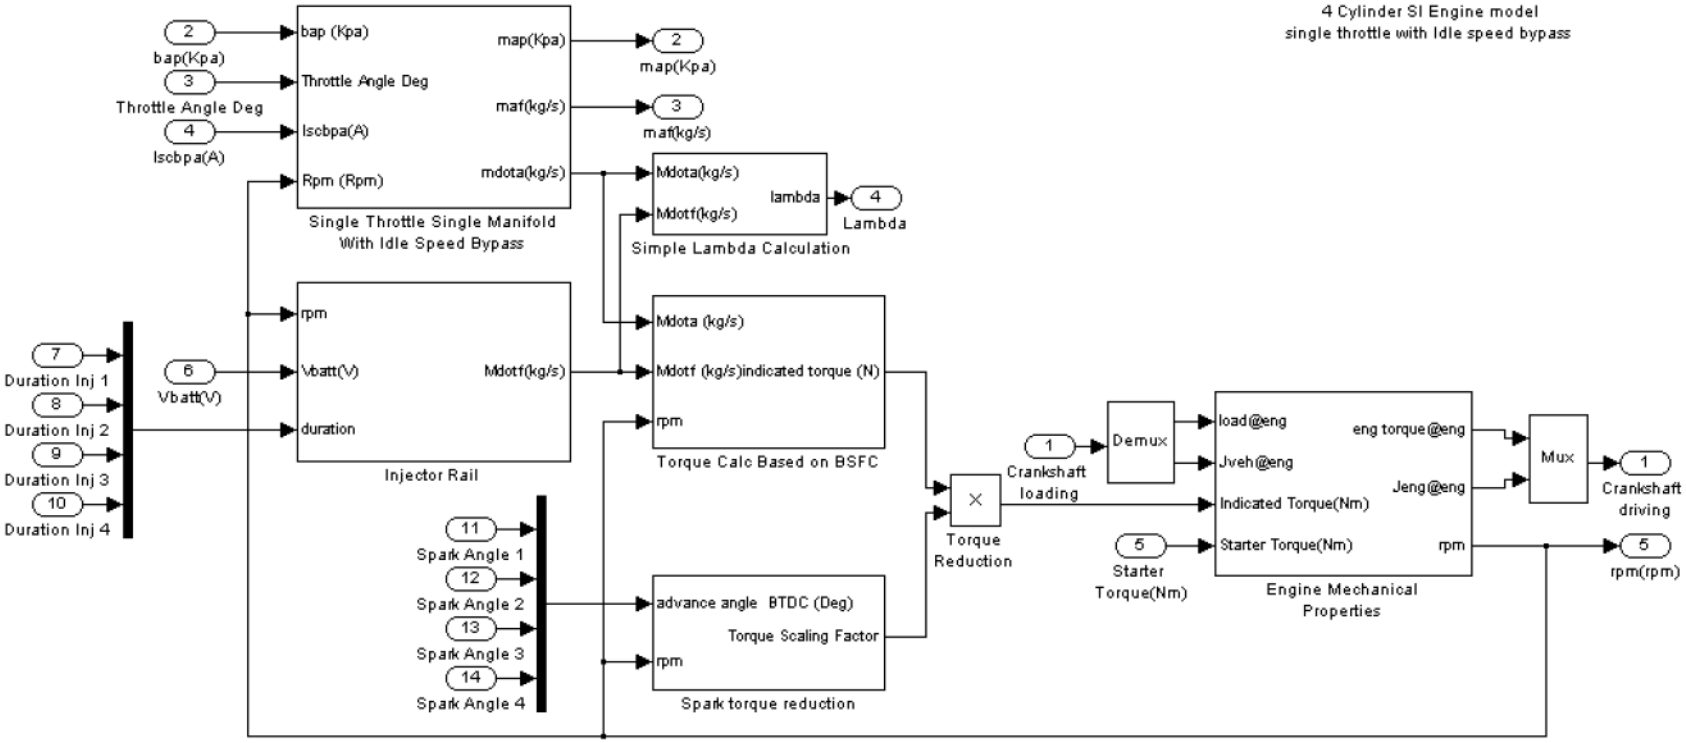 4 Cylinder SI Engine model
single throttle with Idle speed bypass
2
bap(Kpa)
3
Throttle Angle Deg
4
Iscbpa(A)
bap (Kpa)
Throttle Angle Deg
Iscbpa(A)
Rpm (Rpm)
map(Kpa)
maf(kg/s)
mdota(kg/s)
Single Throttle Single Manifold
With Idle Speed Bypass
2
map(Kpa)
3
maf(kg/s)
Mdota(kg/s)
Mdotf(kg/s)
lambda
Simple Lambda Calculation
4
Lambda
7
Duration Inj 1
8
Duration Inj 2
9
Duration Inj 3
10
Duration Inj 4
6
Vbatt(V)
rpm
Vbatt(V)
duration
Mdotf(kg/s)
Injector Rail
Mdota (kg/s)
Mdotf (kg/s)indicated torque (N)
rpm
Torque Calc Based on BSFC
11
Spark Angle 1
12
Spark Angle 2
13
Spark Angle 3
14
Spark Angle 4
advance angle BTDC (Deg)
Torque Scaling Factor
rpm
Spark torque reduction
×
Torque
Reduction
1
Crankshaft
loading
Demux
5
Starter
Torque(Nm)
load@eng
Jveh@eng
Indicated Torque(Nm)
Starter Torque(Nm)
eng torque@eng
Jeng@eng
rpm
Engine Mechanical
Properties
Mux
1
Crankshaft
driving
5
rpm(rpm)